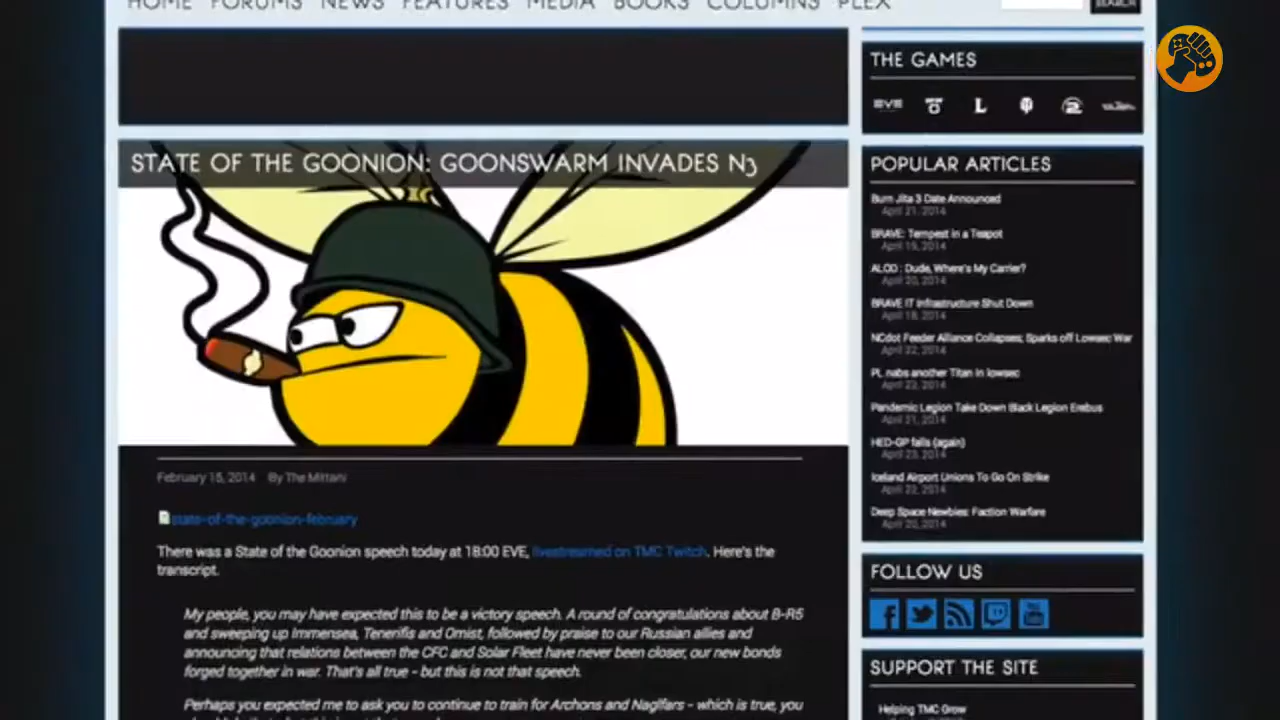 HOME FORUMS NEWS FEATURES MEDIA BOOKS COLUMNS PLEX
SEARCH
STATE OF THE GOONION: GOONSWARM INVADES N3
February 15, 2014 By The Mittani
state-of-the-goonion-february
There was a State of the Goonion speech today at 18:00 EVE, livestreamed on TMC Twitch. Here's the
transcript.
My people, you may have expected this to be a victory speech. A round of congratulations about B-R5
and sweeping up Immensea, Tenerifis and Omist, followed by praise to our Russian allies and
announcing that relations between the CFC and Solar Fleet have never been closer, our new bonds
forged together in war. That's all true - but this is not that speech.
Perhaps you expected me to ask you to continue to train for Archons and Naglfars - which is true, you
THE GAMES
EVE
L
2
POPULAR ARTICLES
Burn Jita 3 Date Announced
April 21, 2014
BRAVE: Tempest in a Teapot
April 19, 2014
ALOD : Dude, Where's My Carrier?
April 20, 2014
BRAVE IT Infrastructure Shut Down
April 18, 2014
NCdot Feeder Alliance Collapses; Sparks off Lowsec War
April 22, 2014
PL nabs another Titan in lowsec
April 23, 2014
Pandemic Legion Take Down Black Legion Erebus
April 21, 2014
HED-GP falls (again)
April 23, 2014
Iceland Airport Unions To Go On Strike
April 22, 2014
Deep Space Newbies: Faction Warfare
April 20, 2014
FOLLOW US
SUPPORT THE SITE
Helping TMC Grow